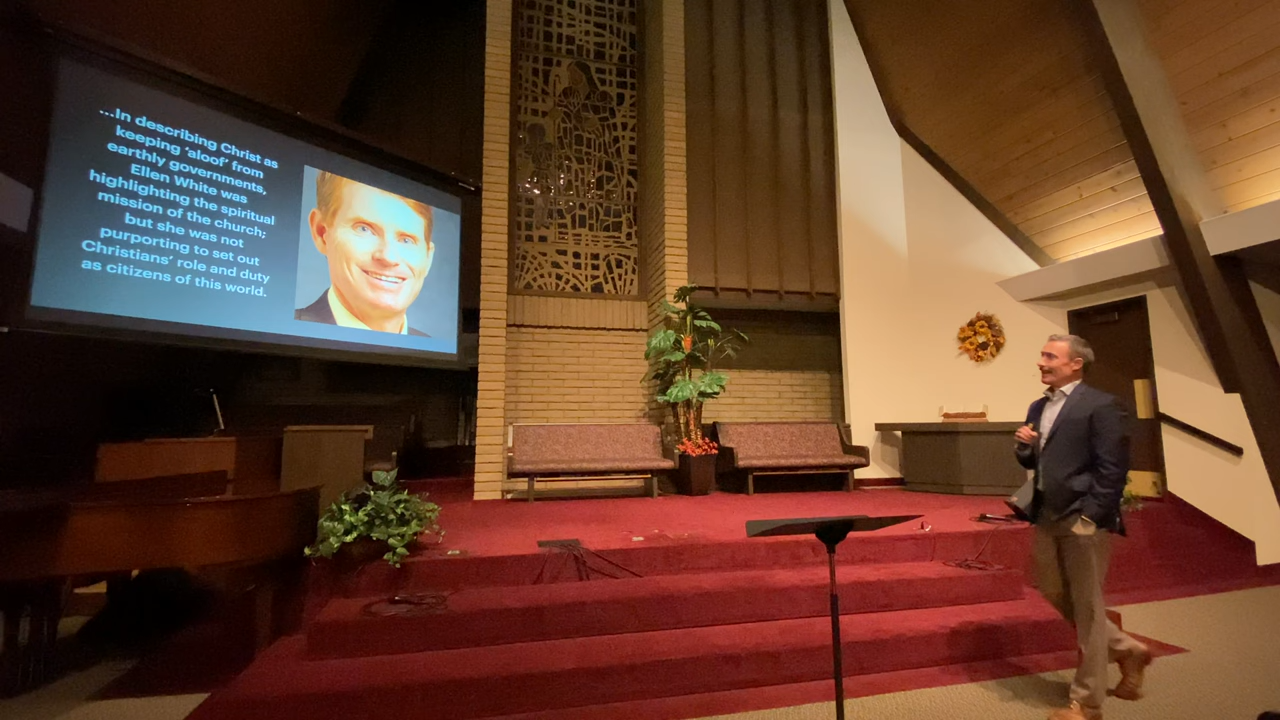 ...In describing Christ as
keeping 'aloof' from
earthly governments,
Ellen White was
highlighting the spiritual
mission of the church;
but she was not
purporting to set out
Christians' role and duty
as citizens of this world.